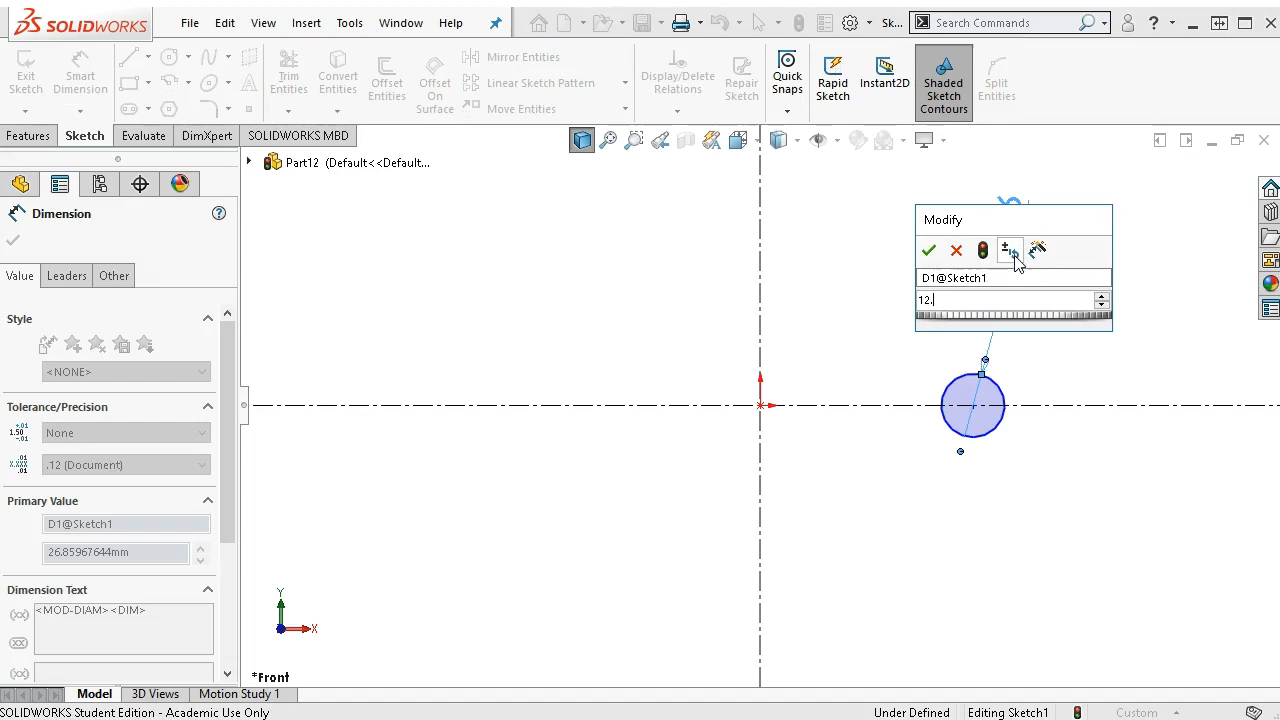 SOLIDWORKS
File Edit View Insert Tools Window Help
Sk...
Search Commands
Exit Sketch
Smart Dimension
Trim Entities
Convert Entities
Offset Entities
Offset On Surface
Mirror Entities
Linear Sketch Pattern
Move Entities
Display/Delete Relations
Repair Sketch
Quick Snaps
Rapid Sketch
Instant2D
Shaded Sketch Contours
Split Entities
Features Sketch Evaluate DimXpert SOLIDWORKS MBD
Part12 (Default<<Default...
Dimension
Value Leaders Other
Style
<NONE>
Tolerance/Precision
None
.12 (Document)
Primary Value
D1@Sketch1
26.85967644mm
Dimension Text
<MOD-DIAM><DIM>
Modify
D1@Sketch1
12.
Y
X
*Front
Model 3D Views Motion Study 1
SOLIDWORKS Student Edition - Academic Use Only
Under Defined Editing Sketch1 Custom